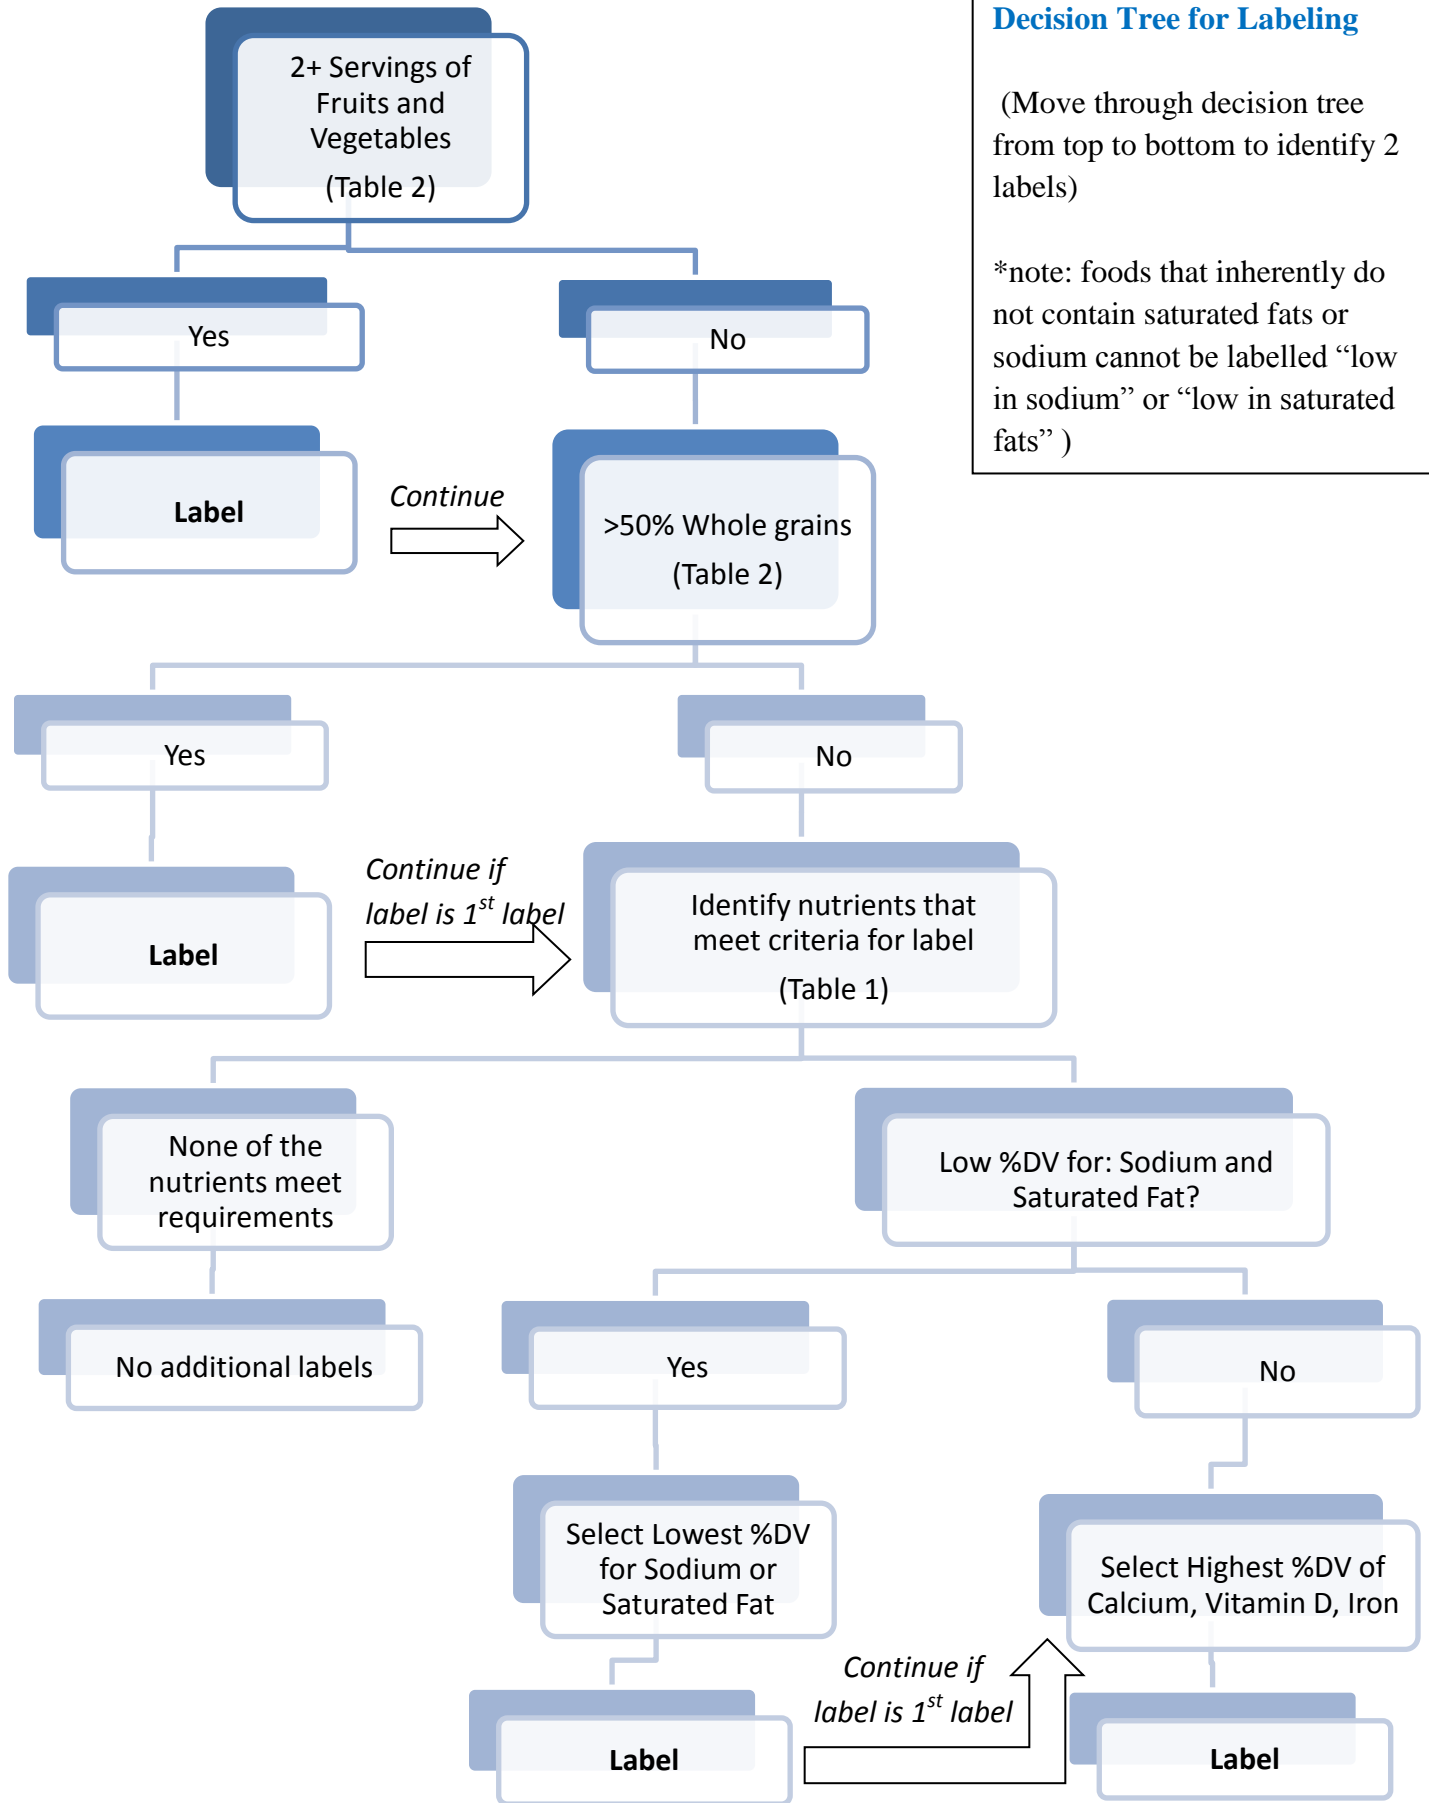 Decision Tree for Labeling
(Move through decision tree
from top to bottom to identify 2
labels)
*note: foods that inherently do
not contain saturated fats or
sodium cannot be labelled “low
in sodium” or “low in saturated
fats” )
2+ Servings of
Fruits and
Vegetables
(Table 2)
Yes
No
Label
Continue
>50% Whole grains
(Table 2)
Yes
No
Label
Continue if
label is 1st label
Identify nutrients that
meet criteria for label
(Table 1)
None of the
nutrients meet
requirements
Low %DV for: Sodium and
Saturated Fat?
No additional labels
Yes
No
Select Lowest %DV
for Sodium or
Saturated Fat
Select Highest %DV of
Calcium, Vitamin D, Iron
Label
Continue if
label is 1st label
Label